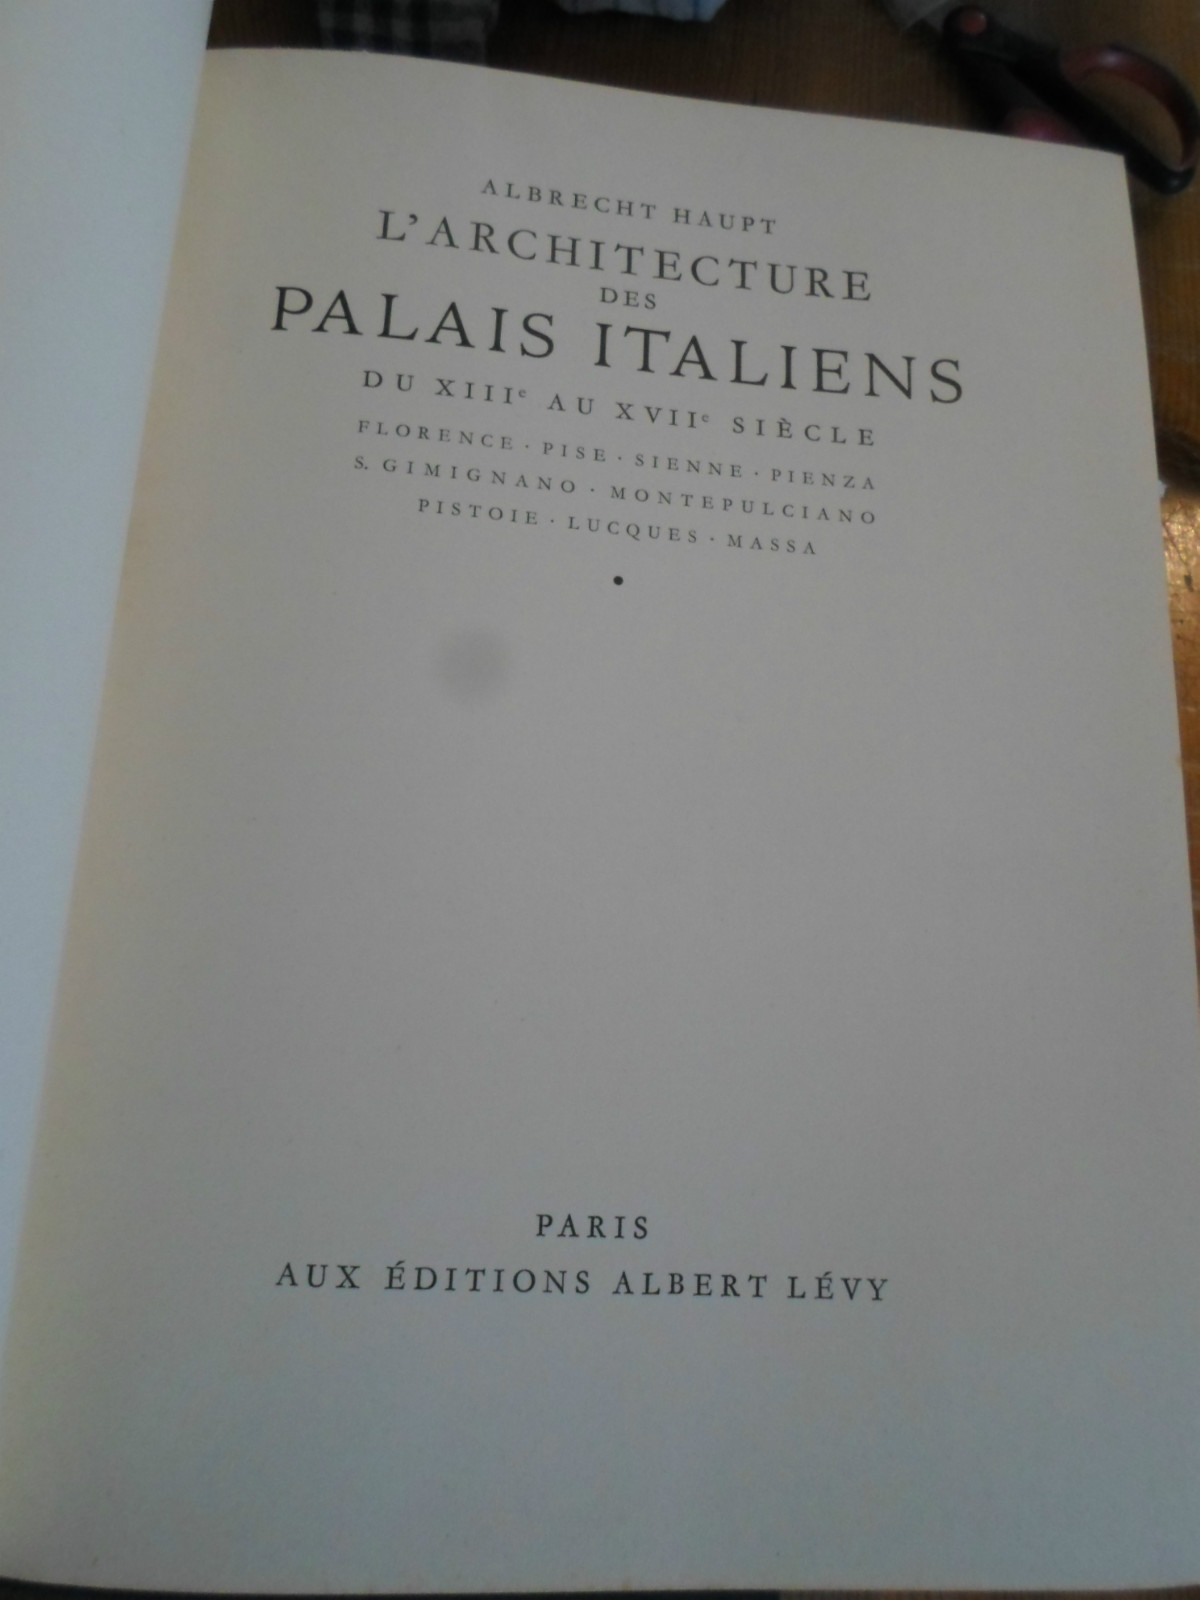 ALBRECHT HAUPT
L'ARCHITECTURE
DES
PALAIS ITALIENS
DU XIIIe AU XVIIe SIÈCLE
FLORENCE · PISE · SIENNE · PIENZA
S. GIMIGNANO · MONTEPULCIANO
PISTOIE · LUCQUES · MASSA
•
PARIS
AUX ÉDITIONS ALBERT LÉVY